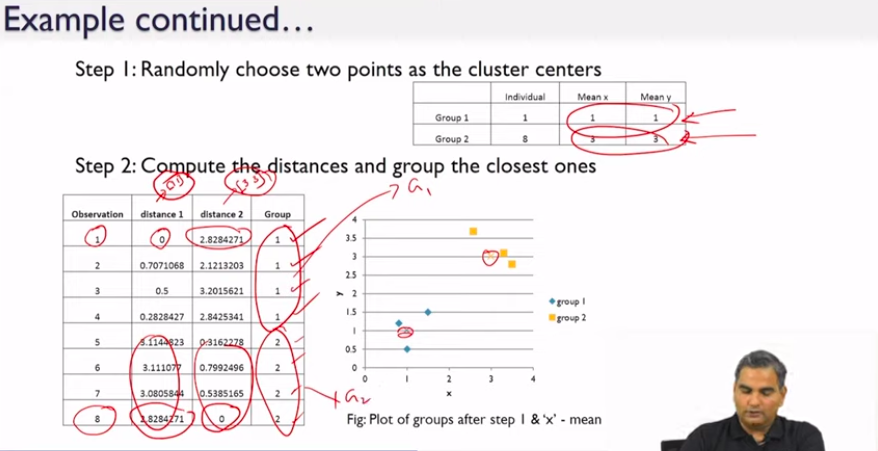 Example continued…
Step 1: Randomly choose two points as the cluster centers
Individual Mean x Mean y
Group 1 1 1 1
Group 2 8 3 3
Step 2: Compute the distances and group the closest ones
(1,1) (3,3)
G1
Observation distance 1 distance 2 Group
1 0 2.8284271 1
2 0.7071068 2.1213203 1
3 0.5 3.2015621 1
4 0.2828427 2.8425341 1
5 3.1144823 0.3162278 2
6 3.111077 0.7992496 2
7 3.0805844 0.5385165 2
8 2.8284271 0 2
G2
4
3.5
3
2.5
2
1.5
1
0.5
0
y
0 1 2 3 4
x
group 1
group 2
Fig: Plot of groups after step 1 & ‘x’ - mean